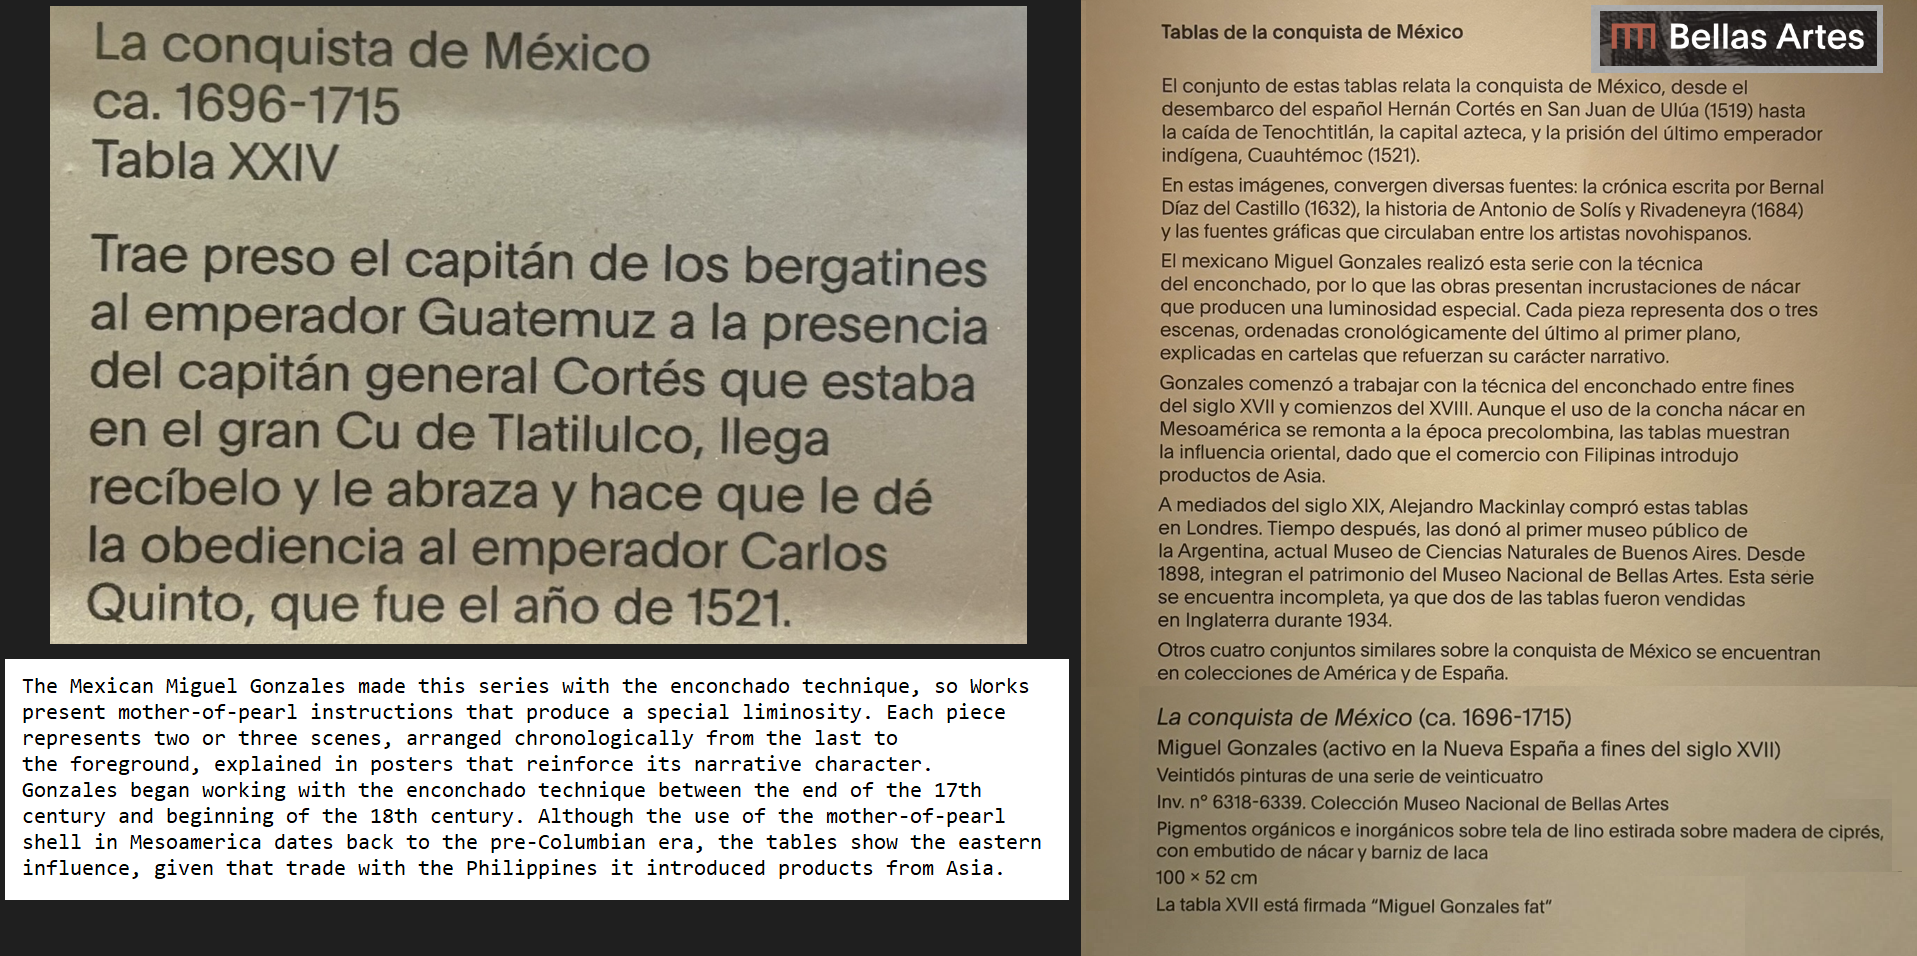 La conquista de México
ca. 1696-1715
Tabla XXIV
Trae preso el capitán de los bergatines
al emperador Guatemuz a la presencia
del capitán general Cortés que estaba
en el gran Cu de Tlatilulco, llega
recíbelo y le abraza y hace que le dé
la obediencia al emperador Carlos
Quinto, que fue el año de 1521.
The Mexican Miguel Gonzales made this series with the enconchado technique, so Works
present mother-of-pearl instructions that produce a special liminosity. Each piece
represents two or three scenes, arranged chronologically from the last to
the foreground, explained in posters that reinforce its narrative character.
Gonzales began working with the enconchado technique between the end of the 17th
century and beginning of the 18th century. Although the use of the mother-of-pearl
shell in Mesoamerica dates back to the pre-Columbian era, the tables show the eastern
influence, given that trade with the Philippines it introduced products from Asia.
Bellas Artes
Tablas de la conquista de México
El conjunto de estas tablas relata la conquista de México, desde el
desembarco del español Hernán Cortés en San Juan de Ulúa (1519) hasta
la caída de Tenochtitlán, la capital azteca, y la prisión del último emperador
indígena, Cuauhtémoc (1521).
En estas imágenes, convergen diversas fuentes: la crónica escrita por Bernal
Díaz del Castillo (1632), la historia de Antonio de Solís y Rivadeneyra (1684)
y las fuentes gráficas que circulaban entre los artistas novohispanos.
El mexicano Miguel Gonzales realizó esta serie con la técnica
del enconchado, por lo que las obras presentan incrustaciones de nácar
que producen una luminosidad especial. Cada pieza representa dos o tres
escenas, ordenadas cronológicamente del último al primer plano,
explicadas en cartelas que refuerzan su carácter narrativo.
Gonzales comenzó a trabajar con la técnica del enconchado entre fines
del siglo XVII y comienzos del XVIII. Aunque el uso de la concha nácar en
Mesoamérica se remonta a la época precolombina, las tablas muestran
la influencia oriental, dado que el comercio con Filipinas introdujo
productos de Asia.
A mediados del siglo XIX, Alejandro Mackinlay compró estas tablas
en Londres. Tiempo después, las donó al primer museo público de
la Argentina, actual Museo de Ciencias Naturales de Buenos Aires. Desde
1898, integran el patrimonio del Museo Nacional de Bellas Artes. Esta serie
se encuentra incompleta, ya que dos de las tablas fueron vendidas
en Inglaterra durante 1934.
Otros cuatro conjuntos similares sobre la conquista de México se encuentran
en colecciones de América y de España.
La conquista de México (ca. 1696-1715)
Miguel Gonzales (activo en la Nueva España a fines del siglo XVII)
Veintidós pinturas de una serie de veinticuatro
Inv. nº 6318-6339. Colección Museo Nacional de Bellas Artes
Pigmentos orgánicos e inorgánicos sobre tela de lino estirada sobre madera de ciprés,
con embutido de nácar y barniz de laca
100 × 52 cm
La tabla XVII está firmada “Miguel Gonzales fat”